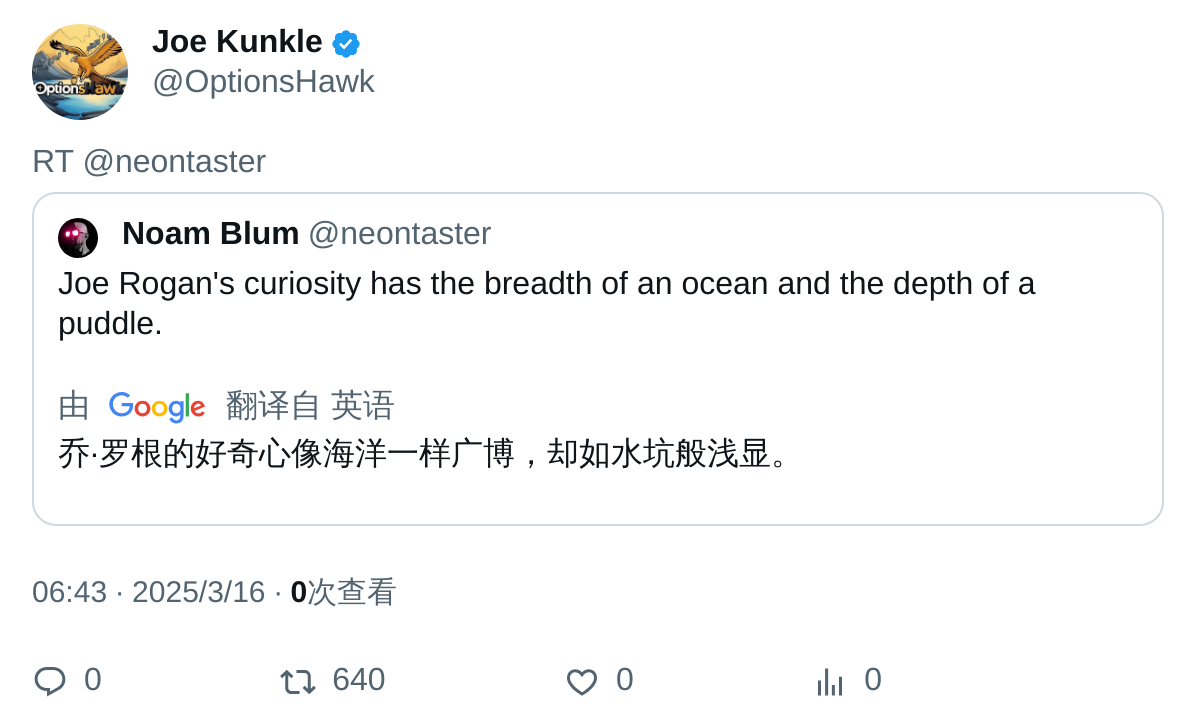 OptionsHawk
Joe Kunkle
@OptionsHawk
RT @neontaster
Noam Blum @neontaster
Joe Rogan's curiosity has the breadth of an ocean and the depth of a
puddle.
由 Google 翻译自 英语
乔·罗根的好奇心像海洋一样广博，却如水坑般浅显。
06:43 · 2025/3/16 · 0次查看
0 640 0 0